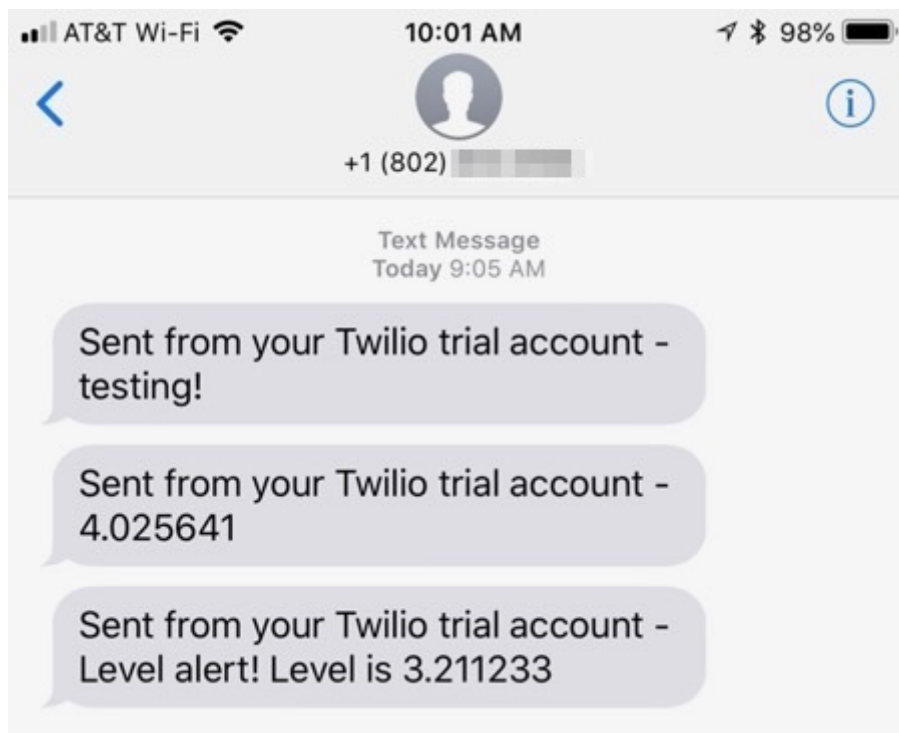 AT&T Wi-Fi 10:01 AM 98%
+1 (802)
Text Message
Today 9:05 AM
Sent from your Twilio trial account -
testing!
Sent from your Twilio trial account -
4.025641
Sent from your Twilio trial account -
Level alert! Level is 3.211233